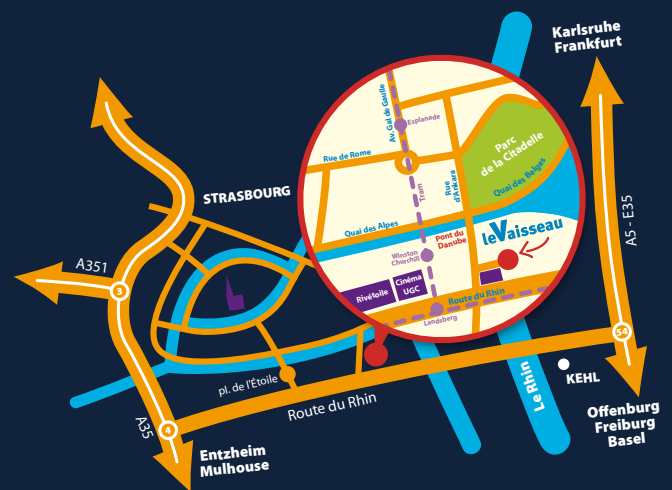 Karlsruhe
Frankfurt
Av. Gal de Gaulle
Esplanade
Rue de Rome
Parc
de la Citadelle
Rue
d'Ankara
Quai des Belges
Tram
STRASBOURG
Quai des Alpes
Pont du
Danube
leVaisseau
Winston
Churchill
A5 - E35
A351
3
Rivétoile
Cinéma
UGC
Route du Rhin
Landsberg
54
pl. de l'Étoile
Route du Rhin
Le Rhin
KEHL
A35
4
Entzheim
Mulhouse
Offenburg
Freiburg
Basel